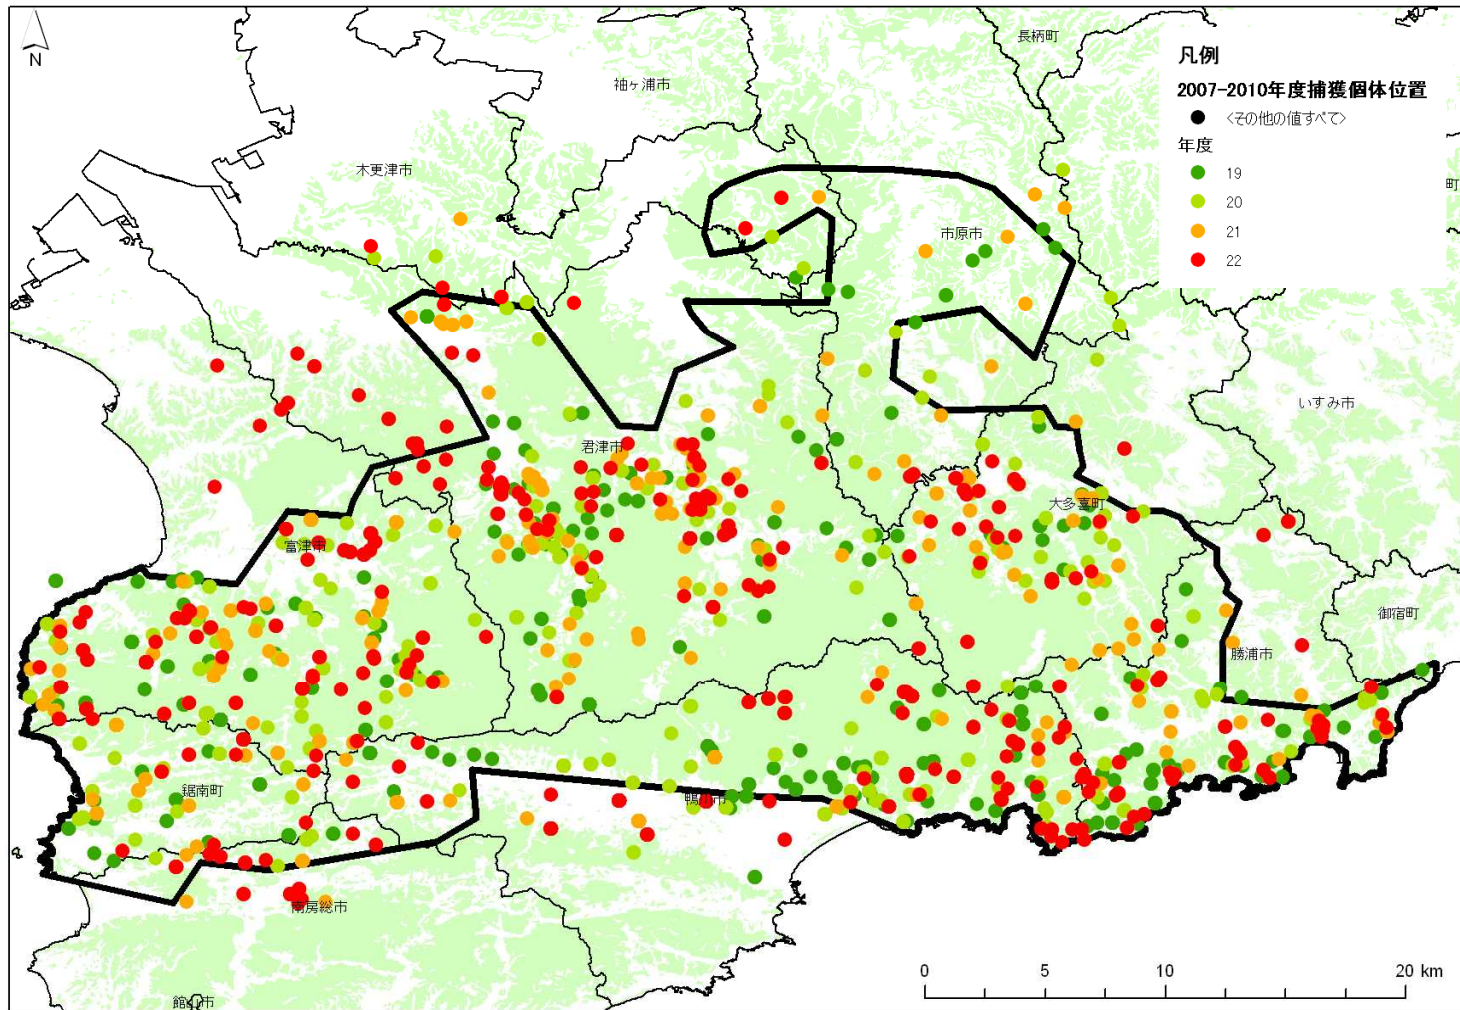 N
長柄町
袖ヶ浦市
木更津市
市原市
君津市
いすみ市
大多喜町
富津市
御宿町
勝浦市
鋸南町
鴨川市
南房総市
館山市
町
凡例
2007-2010年度捕獲個体位置
<その他の値すべて>
年度
19
20
21
22
0 5 10 20 km